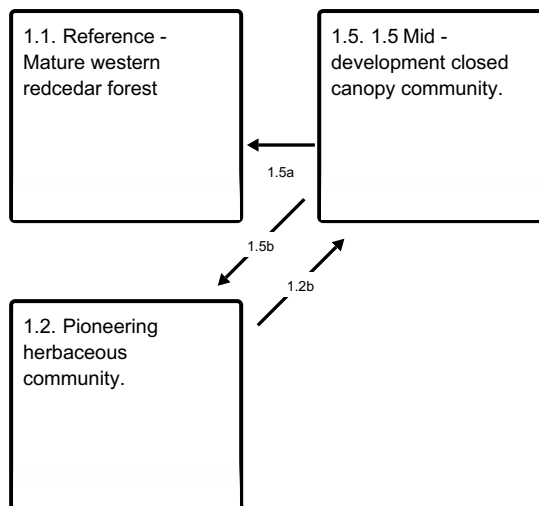 1.1. Reference -
Mature western
redcedar forest
1.5. 1.5 Mid -
development closed
canopy community.
1.5a
1.5b
1.2b
1.2. Pioneering
herbaceous
community.